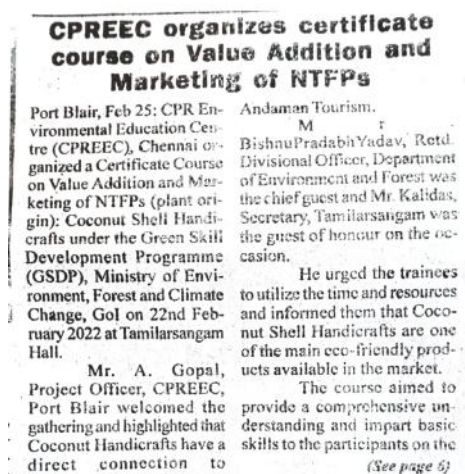 CPREEC organizes certificate
course on Value Addition and
Marketing of NTFPs
Port Blair, Feb 25: CPR En-
vironmental Education Cen-
tre (CPREEC), Chennai or-
ganized a Certificate Course
on Value Addition and Mar-
keting of NTFPs (plant ori-
gin): Coconut Shell Handi-
crafts under the Green Skill
Development Programme
(GSDP), Ministry of Envi-
ronment, Forest and Climate
Change, GoI on 22nd Feb-
ruary 2022 at Tamilarsangam
Hall.
Mr. A. Gopal,
Project Officer, CPREEC,
Port Blair welcomed the
gathering and highlighted that
Coconut Handicrafts have a
direct connection to
Andaman Tourism.
M r
BishnuPradabhYadav, Retd.
Divisional Officer, Department
of Environment and Forest was
the chief guest and Mr. Kalidas,
Secretary, Tamilarsangam was
the guest of honour on the oc-
casion.
He urged the trainees
to utilize the time and resources
and informed them that Coco-
nut Shell Handicrafts are one
of the main eco-friendly prod-
ucts available in the market.
The course aimed to
provide a comprehensive un-
derstanding and impart basic
skills to the participants on the
(See page 6)